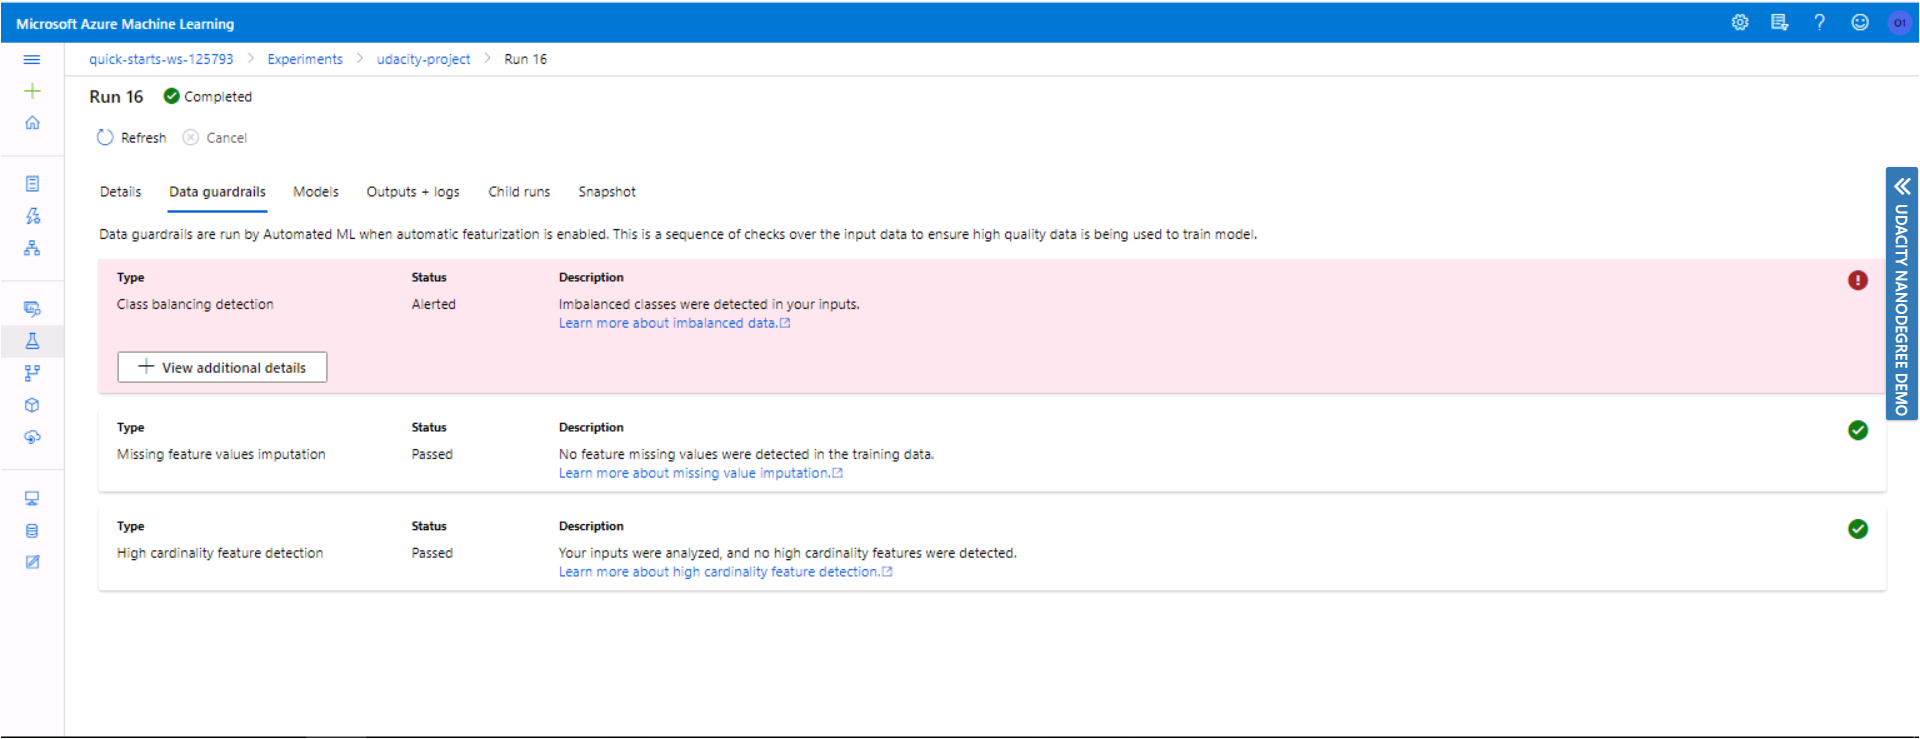 Microsoft Azure Machine Learning
O1
quick-starts-ws-125793 > Experiments > udacity-project > Run 16
Run 16 Completed
Refresh Cancel
Details Data guardrails Models Outputs + logs Child runs Snapshot
Data guardrails are run by Automated ML when automatic featurization is enabled. This is a sequence of checks over the input data to ensure high quality data is being used to train model.
Type Status Description
Class balancing detection Alerted Imbalanced classes were detected in your inputs.
Learn more about imbalanced data.
+ View additional details
Type Status Description
Missing feature values imputation Passed No feature missing values were detected in the training data.
Learn more about missing value imputation.
Type Status Description
High cardinality feature detection Passed Your inputs were analyzed, and no high cardinality features were detected.
Learn more about high cardinality feature detection.
UDACITY NANODEGREE DEMO